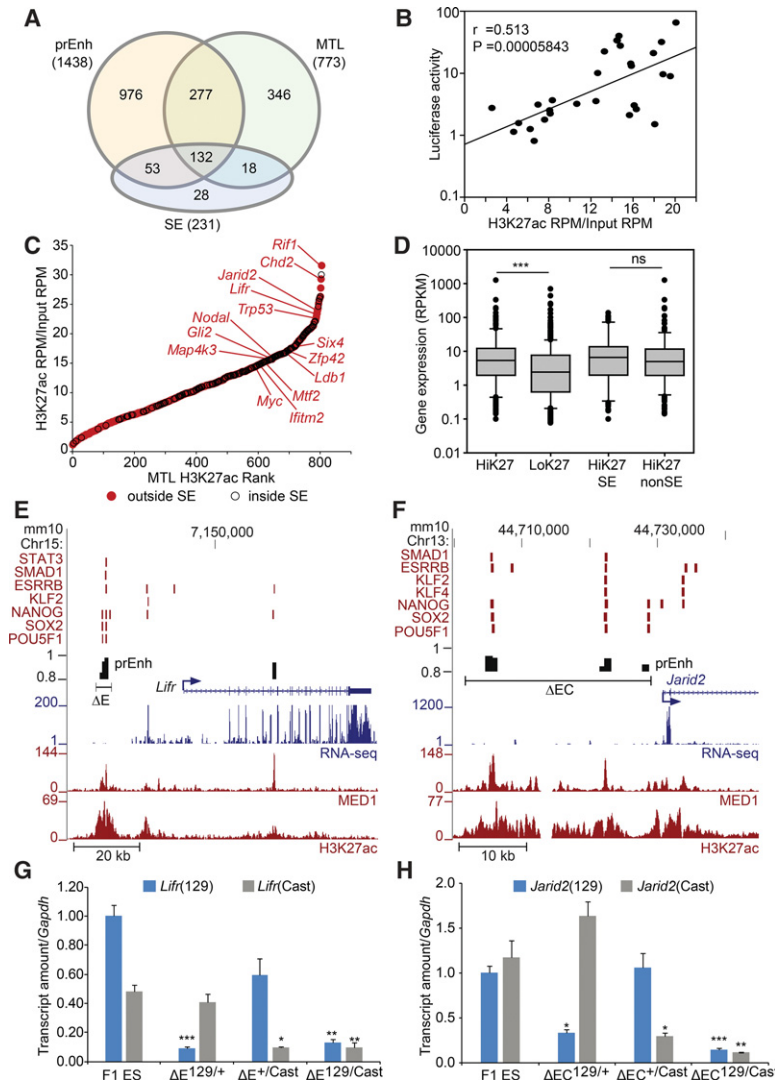 A
prEnh
(1438)
MTL
(773)
976
277
346
132
53
18
28
SE (231)
B
r =0.513
P =0.00005843
Luciferase activity
100
10
1
0.1
0 4 8 12 16 20
H3K27ac RPM/Input RPM
C
H3K27ac RPM/Input RPM
35
30
25
20
15
10
5
0
Rif1
Chd2
Jarid2
Lifr
Trp53
Nodal
Gli2
Map4k3
Six4
Zfp42
Ldb1
Mtf2
Myc
Ifitm2
0 200 400 600 800
MTL H3K27ac Rank
outside SE inside SE
D
Gene expression (RPKM)
10000
1000
100
10
1
0.1
0.01
***
ns
HiK27 LoK27 HiK27 SE HiK27 nonSE
E
mm10
Chr15:
7,150,000
STAT3
SMAD1
ESRRB
KLF2
NANOG
SOX2
POU5F1
1
0.8
prEnh
ΔE
Lifr
200
1
RNA-seq
144
0
MED1
69
0
H3K27ac
20 kb
F
mm10
Chr13:
44,710,000 44,730,000
SMAD1
ESRRB
KLF2
KLF4
NANOG
SOX2
POU5F1
1
0.8
prEnh
ΔEC
Jarid2
1200
1
RNA-seq
148
0
MED1
77
0
H3K27ac
10 kb
G
Lifr(129) Lifr(Cast)
Transcript amount/Gapdh
1.20
1.00
0.80
0.60
0.40
0.20
0.00
*** * ** **
F1 ES ΔE129/+ ΔE+/Cast ΔE129/Cast
H
Jarid2(129) Jarid2(Cast)
Transcript amount/Gapdh
2.0
1.5
1.0
0.5
0.0
* * *** **
F1 ES ΔEC129/+ ΔEC+/Cast ΔEC129/Cast